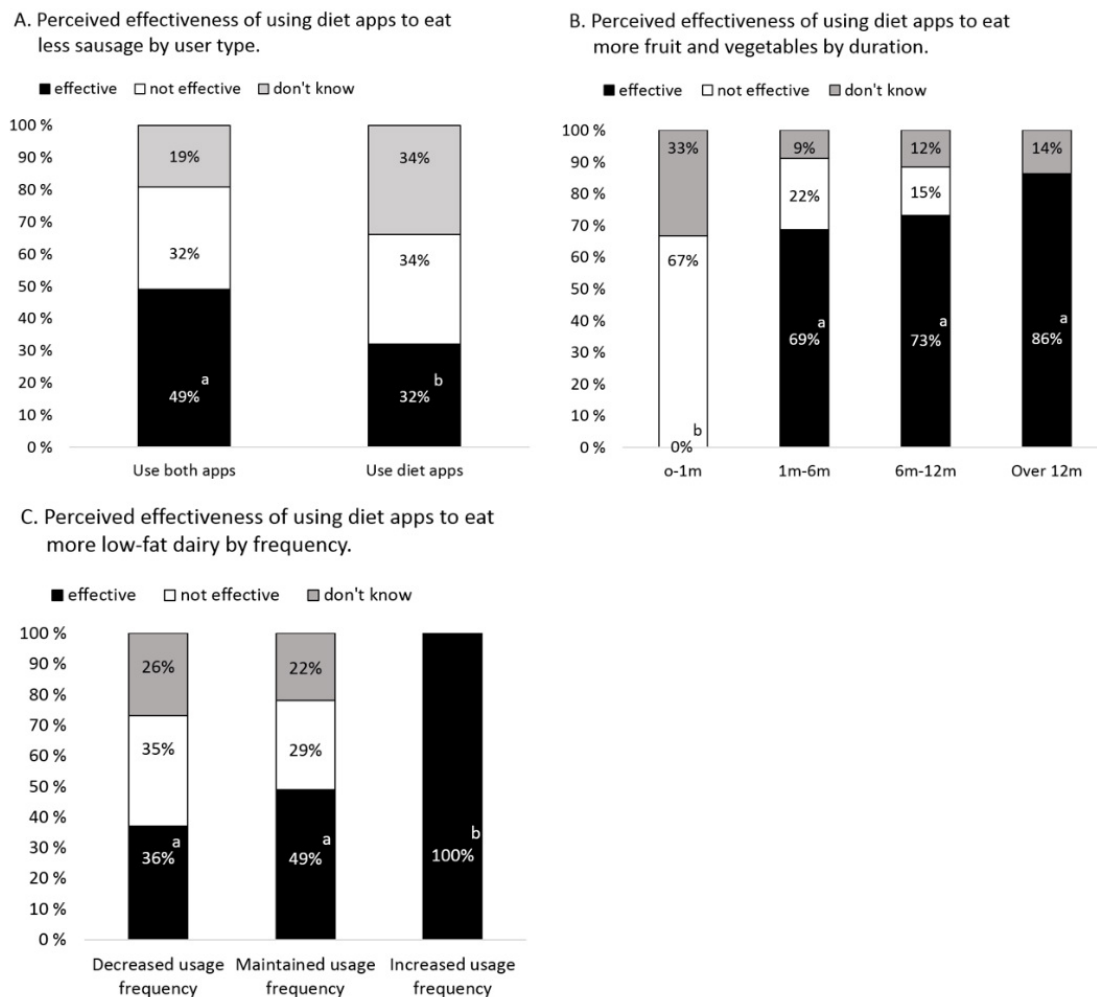 A. Perceived effectiveness of using diet apps to eat
less sausage by user type.
effective not effective don't know
100 %
90 %
80 %
70 %
60 %
50 %
40 %
30 %
20 %
10 %
0 %
19%
32%
49% a
34%
34%
32% b
Use both apps Use diet apps
B. Perceived effectiveness of using diet apps to eat
more fruit and vegetables by duration.
effective not effective don't know
100 %
90 %
80 %
70 %
60 %
50 %
40 %
30 %
20 %
10 %
0 %
33%
67%
0% b
9%
22%
69% a
12%
15%
73% a
14%
86% a
o-1m 1m-6m 6m-12m Over 12m
C. Perceived effectiveness of using diet apps to eat
more low-fat dairy by frequency.
effective not effective don't know
100 %
90 %
80 %
70 %
60 %
50 %
40 %
30 %
20 %
10 %
0 %
26%
35%
36% a
22%
29%
49% a
100% b
Decreased usage Maintained usage Increased usage
frequency frequency frequency